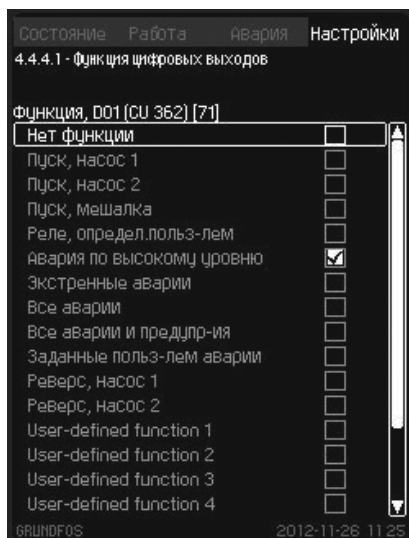 Состояние Работа Авария Настройки
4.4.4.1 - Функция цифровых выходов
Функция, DO1 (CU 362) [71]
Нет функции
Пуск, насос 1
Пуск, насос 2
Пуск, мешалка
Реле, определ.польз-лем
Авария по высокому уровню
Экстренные аварии
Все аварии
Все аварии и предупр-ия
Заданные польз-лем аварии
Реверс, насос 1
Реверс, насос 2
User-defined function 1
User-defined function 2
User-defined function 3
User-defined function 4
GRUNDFOS 2012-11-26 11:25